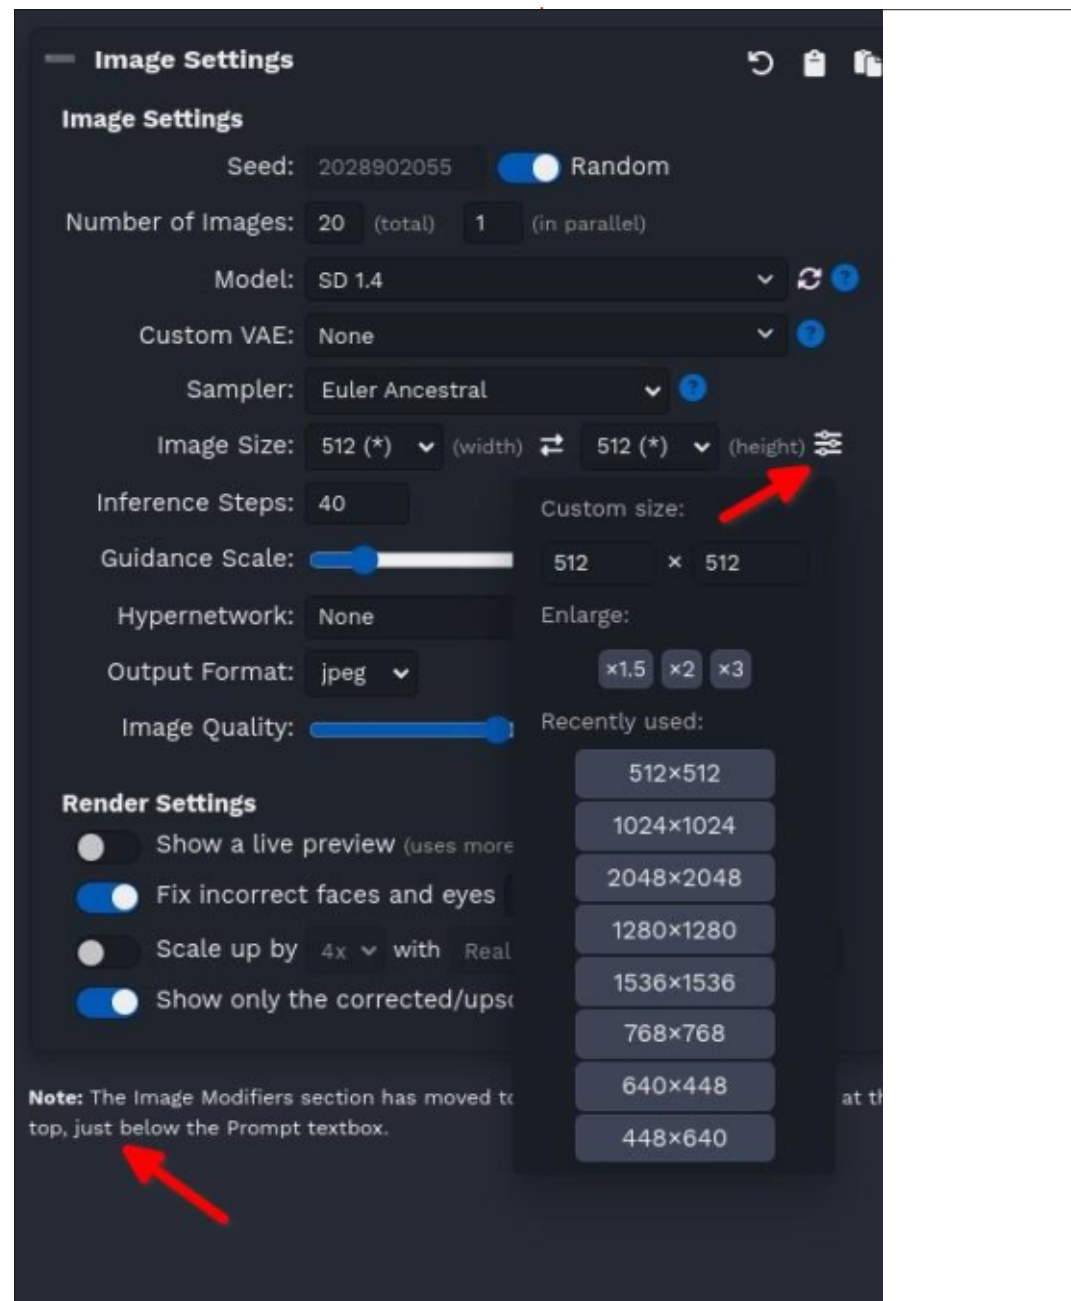 Image Settings
Image Settings
Seed: 2028902055 Random
Number of Images: 20 (total) 1 (in parallel)
Model: SD 1.4 ?
Custom VAE: None ?
Sampler: Euler Ancestral ?
Image Size: 512 (*) (width) 512 (*) (height)
Inference Steps: 40
Guidance Scale:
Hypernetwork: None
Output Format: jpeg
Image Quality:
Custom size:
512 × 512
Enlarge:
×1.5 ×2 ×3
Recently used:
512×512
1024×1024
2048×2048
1280×1280
1536×1536
768×768
640×448
448×640
Render Settings
Show a live preview (uses more
Fix incorrect faces and eyes
Scale up by 4x with Real
Show only the corrected/upsc
Note: The Image Modifiers section has moved to at th
top, just below the Prompt textbox.